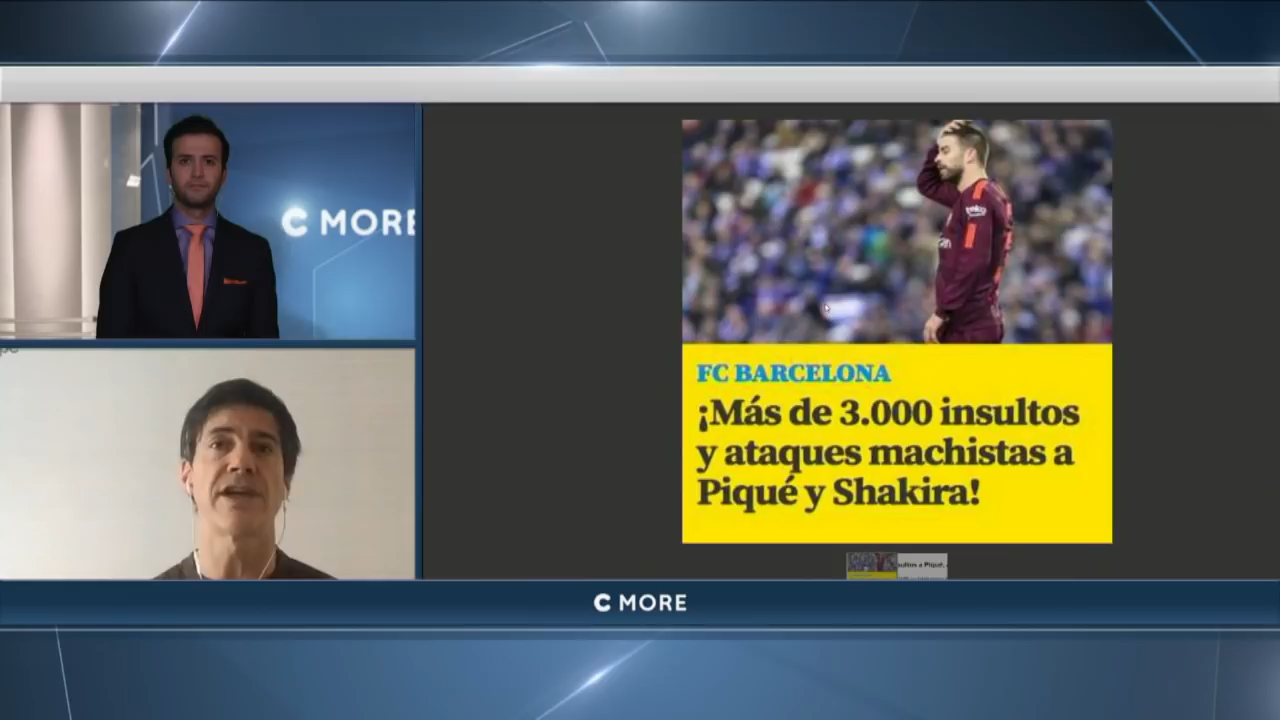 C MORE
FC BARCELONA
¡Más de 3.000 insultos
y ataques machistas a
Piqué y Shakira!
C MORE